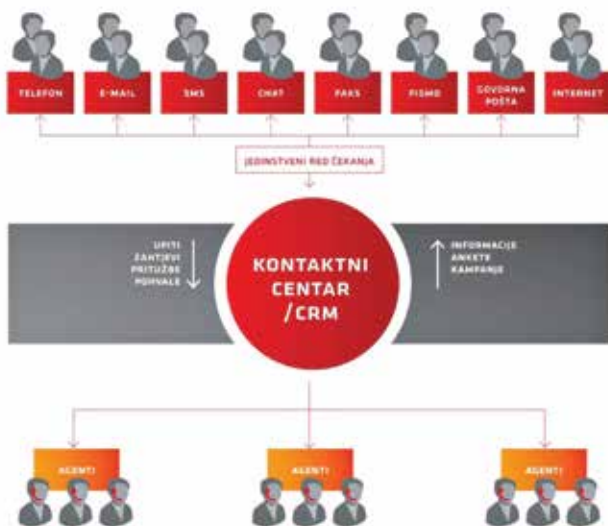 TELEFON
E-MAIL
SMS
CHAT
FAKS
PISMO
GOVORNA
POŠTA
INTERNET
JEDINSTVENI RED ČEKANJA
UPITI
ZAHTJEVI
PRITUŽBE
POHVALE
KONTAKTNI
CENTAR
/CRM
INFORMACIJE
ANKETE
KAMPANJE
AGENTI
AGENTI
AGENTI